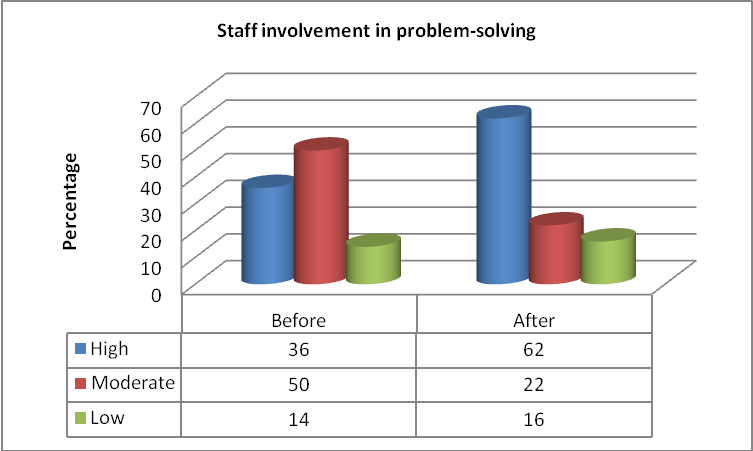 Staff involvement in problem-solving
Percentage
70
60
50
40
30
20
10
0
Before After
High 36 62
Moderate 50 22
Low 14 16